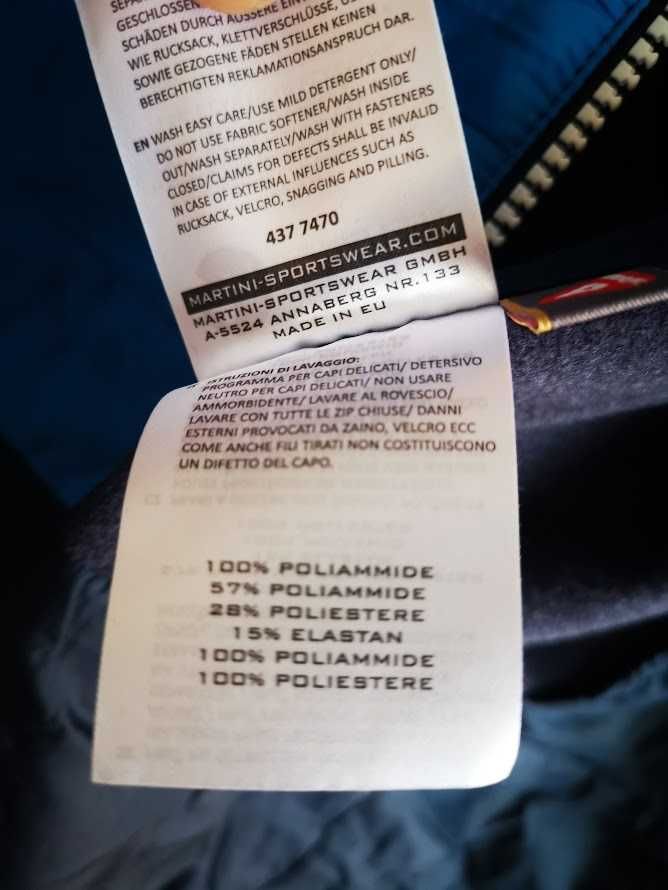 GESCHLOSSEN
SCHÄDEN DURCH ÄUSSERE
WIE RUCKSACK, KLETTVERSCHLÜSSE,
SOWIE GEZOGENE FÄDEN STELLEN KEINEN
BERECHTIGTEN REKLAMATIONSANSPRUCH DAR.
EN WASH EASY CARE/USE MILD DETERGENT ONLY/
DO NOT USE FABRIC SOFTENER/WASH INSIDE
OUT/WASH SEPARATELY/WASH WITH FASTENERS
CLOSED/CLAIMS FOR DEFECTS SHALL BE INVALID
IN CASE OF EXTERNAL INFLUENCES SUCH AS
RUCKSACK, VELCRO, SNAGGING AND PILLING.
437 7470
MARTINI-SPORTSWEAR.COM
MARTINI-SPORTSWEAR GMBH
A-5524 ANNABERG NR.133
MADE IN EU
ISTRUZIONI DI LAVAGGIO:
PROGRAMMA PER CAPI DELICATI/ DETERSIVO
NEUTRO PER CAPI DELICATI/ NON USARE
AMMORBIDENTE/ LAVARE AL ROVESCIO/
LAVARE CON TUTTE LE ZIP CHIUSE/ DANNI
ESTERNI PROVOCATI DA ZAINO, VELCRO ECC
COME ANCHE FILI TIRATI NON COSTITUISCONO
UN DIFETTO DEL CAPO.
100% POLIAMMIDE
57% POLIAMMIDE
28% POLIESTERE
15% ELASTAN
100% POLIAMMIDE
100% POLIESTERE